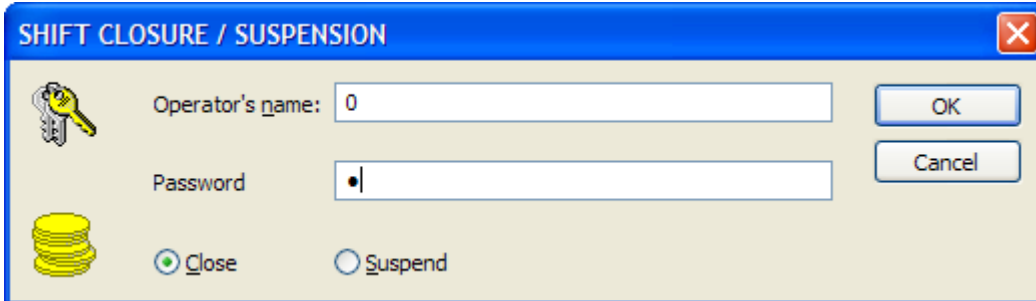 SHIFT CLOSURE / SUSPENSION
Operator's name: 0
OK
Password •
Cancel
Close Suspend